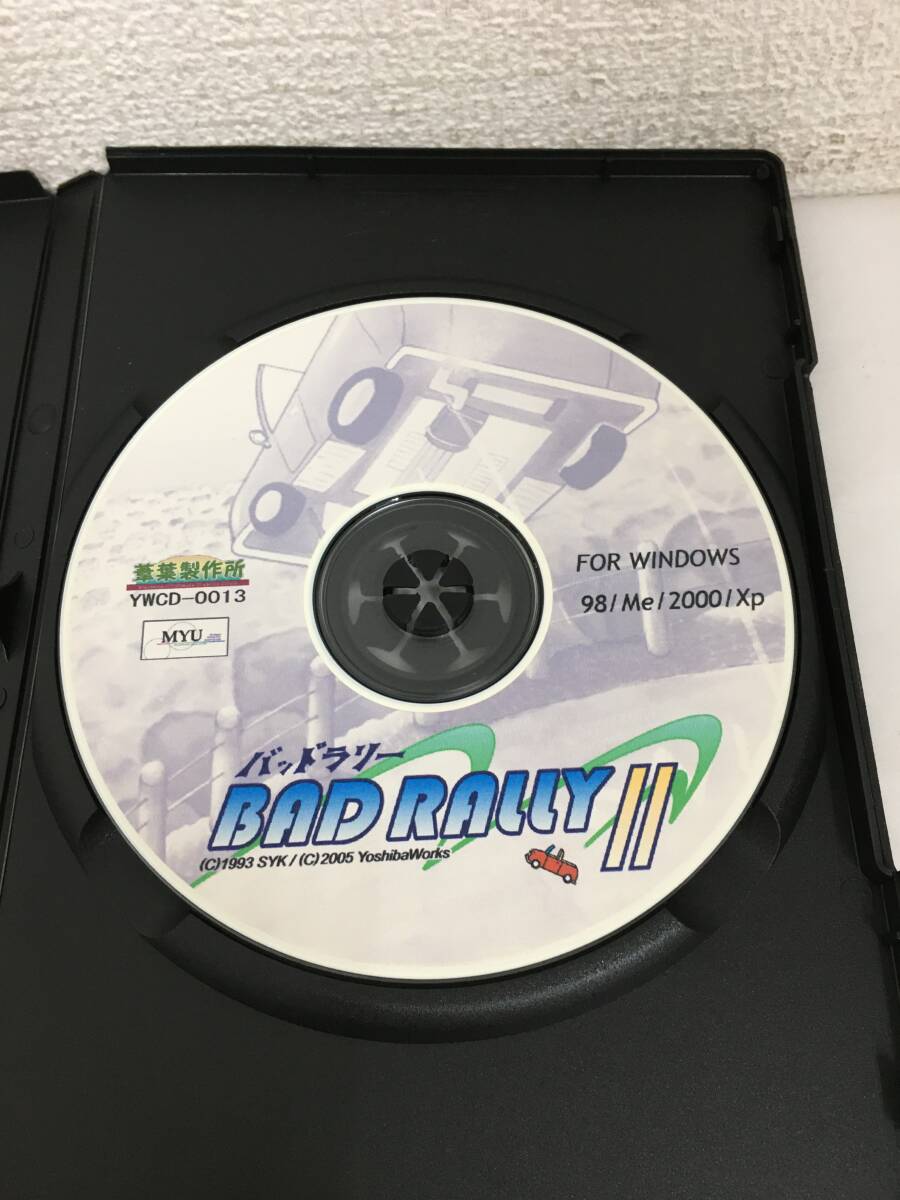 葦葉製作所
YWCD-0013
MYU
FOR WINDOWS
98/Me/2000/Xp
バッドラリー
BAD RALLY II
(C)1993 SYK/(C)2005 YoshibaWorks